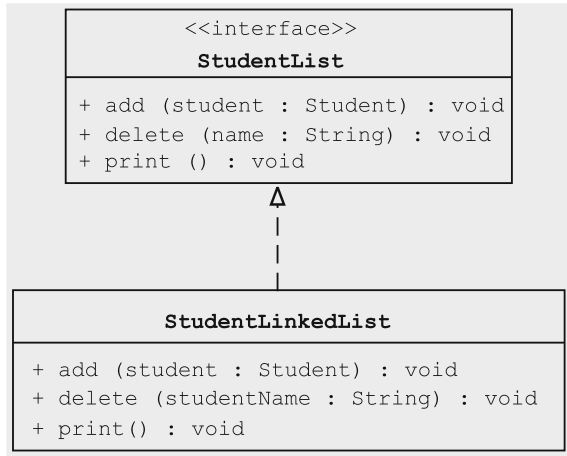 <<interface>>
StudentList
+ add (student : Student) : void
+ delete (name : String) : void
+ print () : void
StudentLinkedList
+ add (student : Student) : void
+ delete (studentName : String) : void
+ print() : void